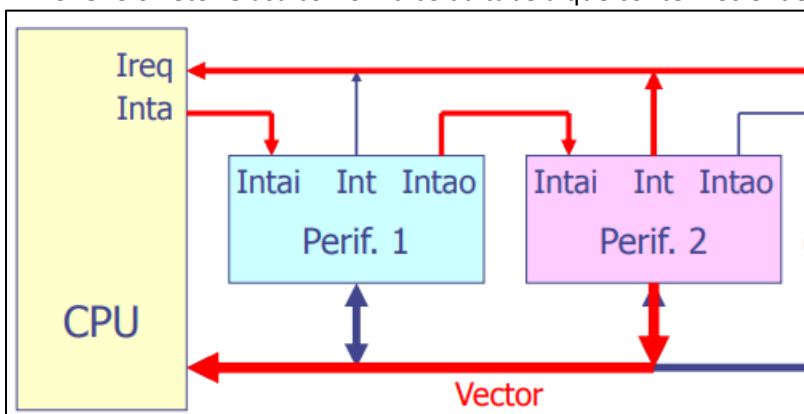 Ireq
Inta
Intai Int Intao
Perif. 1
Intai Int Intao
Perif. 2
CPU
Vector